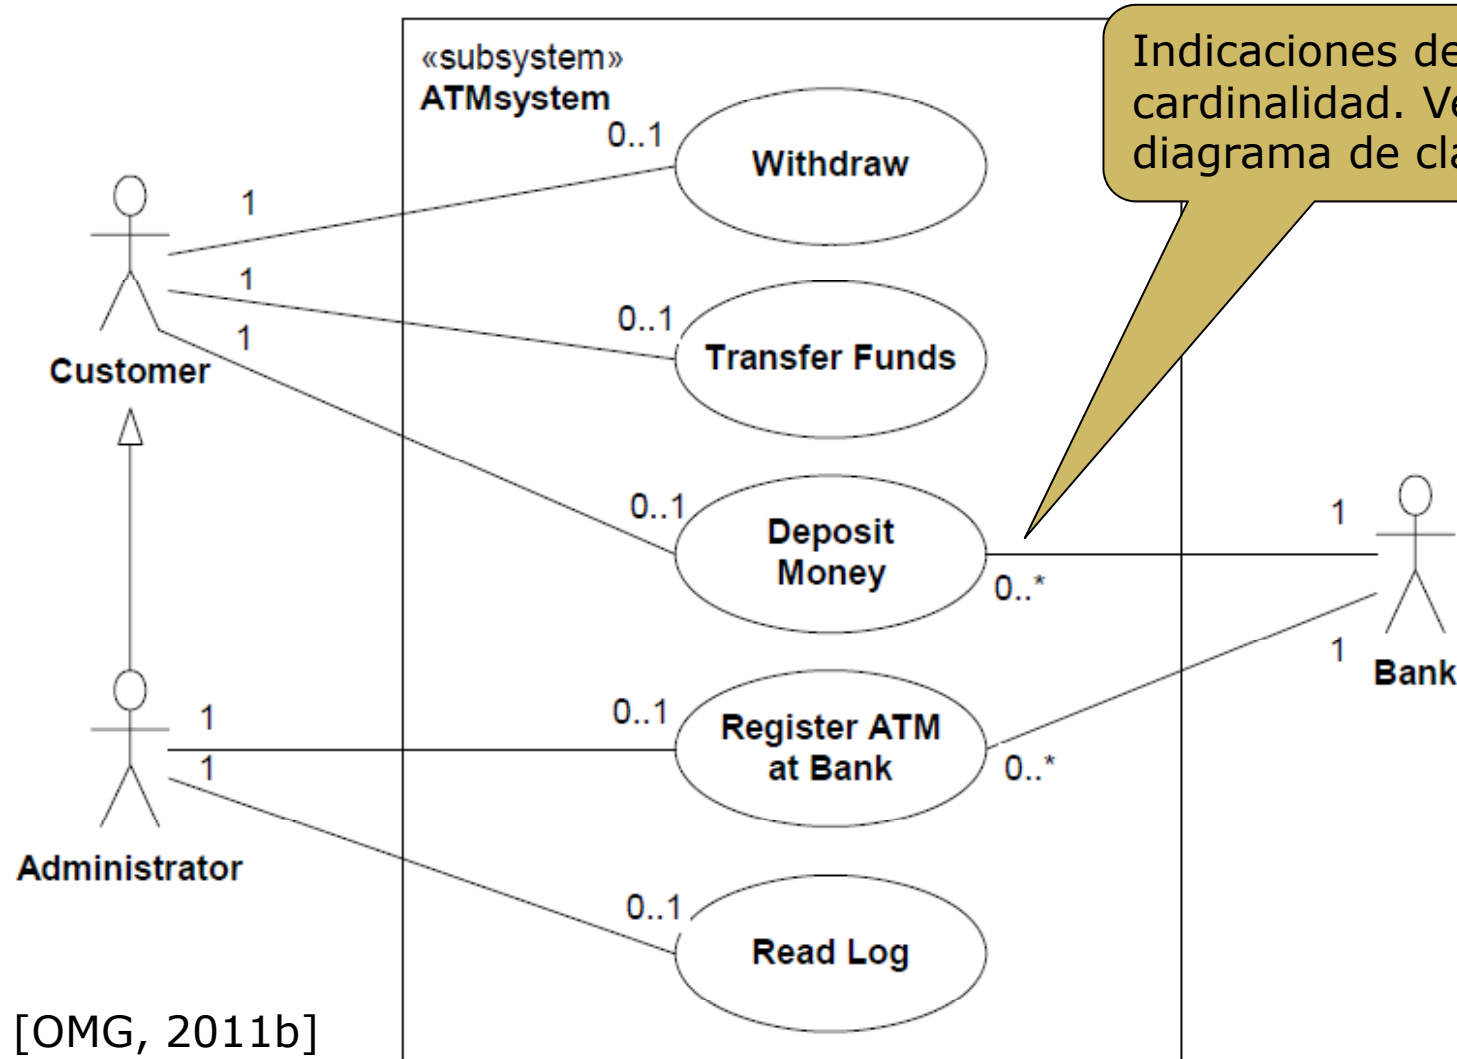 «subsystem»
ATMsystem
Indicaciones de
cardinalidad. Ve
diagrama de cla
0..1
Withdraw
1
1
0..1
Transfer Funds
1
Customer
0..1
Deposit
Money
0..*
1
Bank
1
1
0..1
Register ATM
at Bank
0..*
1
Administrator
0..1
Read Log
[OMG, 2011b]